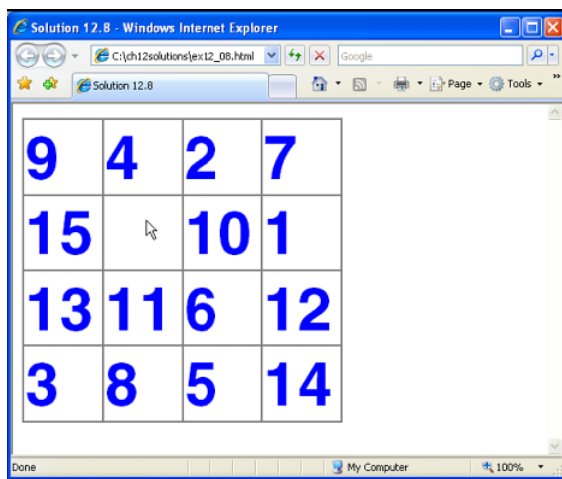 Solution 12.8 - Windows Internet Explorer
C:\ch12solutions\ex12_08.html Google
Solution 12.8 Page Tools »
9 4 2 7
15 10 1
13 11 6 12
3 8 5 14
Done My Computer 100%